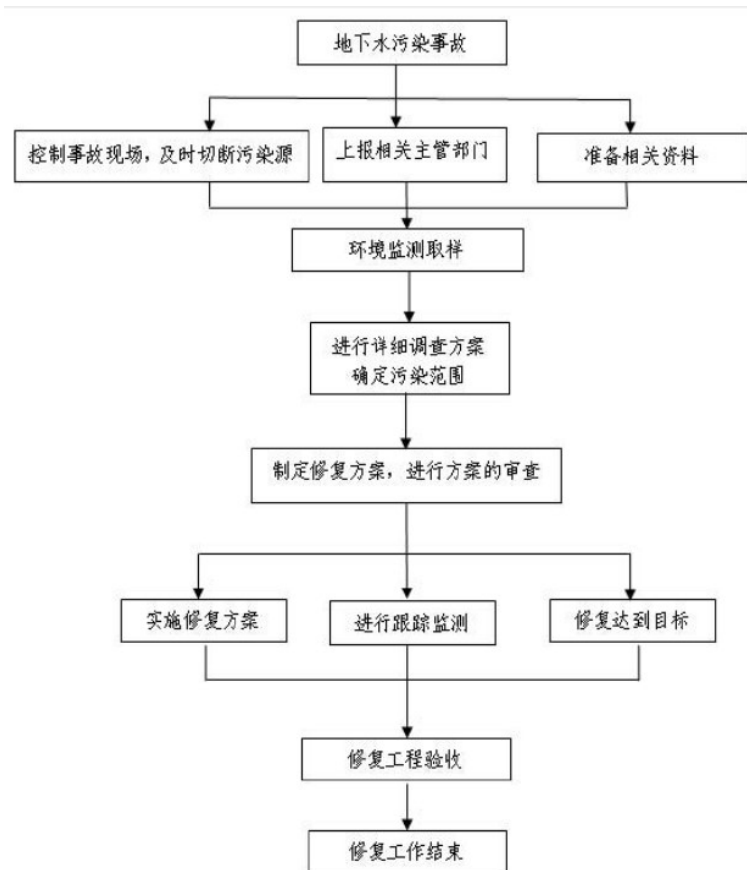 地下水污染事故
控制事故现场，及时切断污染源
上报相关主管部门
准备相关资料
环境监测取样
进行详细调查方案
确定污染范围
制定修复方案，进行方案的审查
实施修复方案
进行跟踪监测
修复达到目标
修复工程验收
修复工作结束